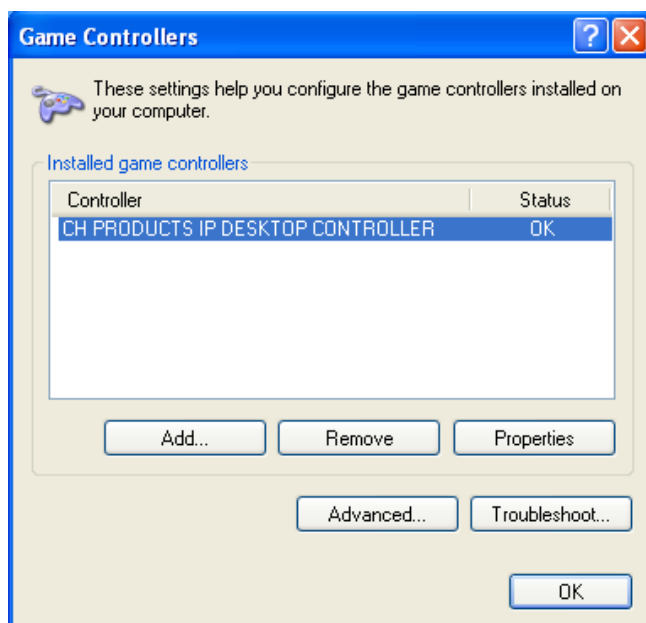 Game Controllers
These settings help you configure the game controllers installed on
your computer.
Installed game controllers
Controller Status
CH PRODUCTS IP DESKTOP CONTROLLER OK
Add... Remove Properties
Advanced... Troubleshoot...
OK